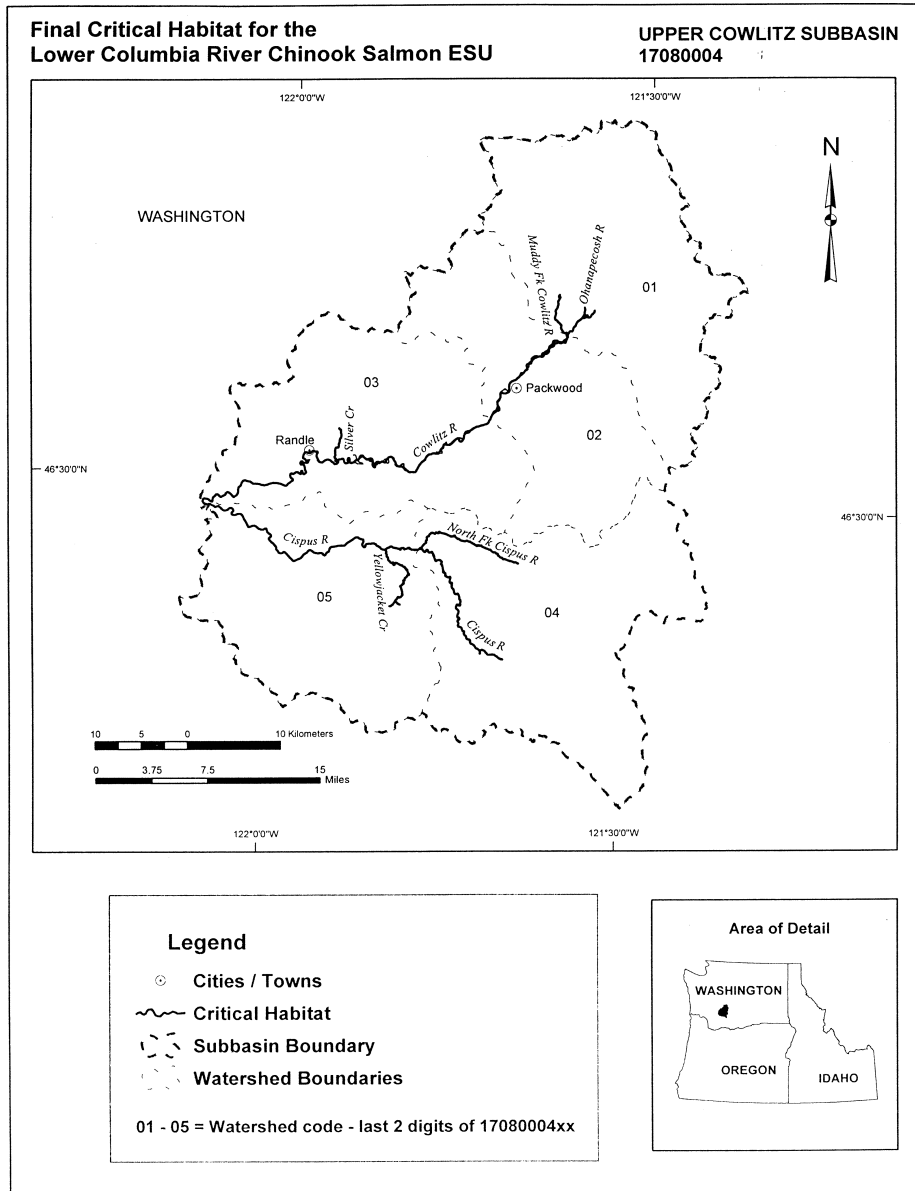 Final Critical Habitat for the
Lower Columbia River Chinook Salmon ESU
UPPER COWLITZ SUBBASIN
17080004
122°0'0"W
121°30'0"W
WASHINGTON
N
Muddy Fk Cowlitz R
Ohanapecosh R
01
03
Packwood
Silver Cr
Randle
Cowlitz R
02
46°30'0"N
46°30'0"N
Cispus R
North Fk Cispus R
Yellowjacket Cr
05
04
Cispus R
10 5 0 10 Kilometers
0 3.75 7.5 15
Miles
122°0'0"W
121°30'0"W
Legend
Cities / Towns
Critical Habitat
Subbasin Boundary
Watershed Boundaries
01 - 05 = Watershed code - last 2 digits of 17080004xx
Area of Detail
WASHINGTON
OREGON
IDAHO